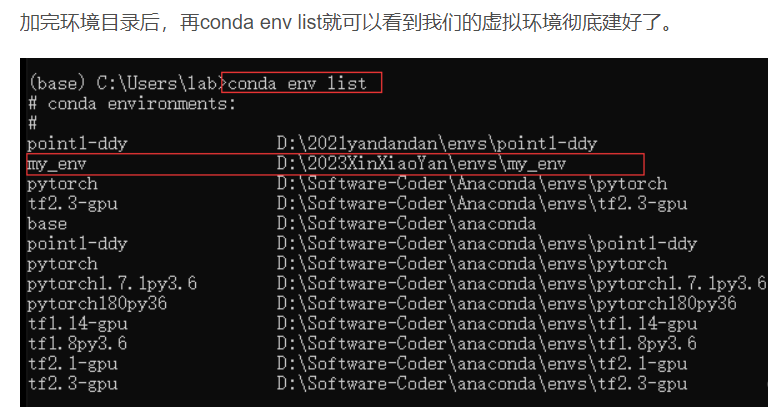 加完环境目录后，再conda env list就可以看到我们的虚拟环境彻底建好了。
(base) C:\Users\lab>conda env list
# conda environments:
#
point1-ddy D:\2021yandandan\envs\point1-ddy
my_env D:\2023XinXiaoYan\envs\my_env
pytorch D:\Software-Coder\Anaconda\envs\pytorch
tf2.3-gpu D:\Software-Coder\Anaconda\envs\tf2.3-gpu
base D:\Software-Coder\anaconda
point1-ddy D:\Software-Coder\anaconda\envs\point1-ddy
pytorch D:\Software-Coder\anaconda\envs\pytorch
pytorch1.7.1py3.6 D:\Software-Coder\anaconda\envs\pytorch1.7.1py3.6
pytorch180py36 D:\Software-Coder\anaconda\envs\pytorch180py36
tf1.14-gpu D:\Software-Coder\anaconda\envs\tf1.14-gpu
tf1.8py3.6 D:\Software-Coder\anaconda\envs\tf1.8py3.6
tf2.1-gpu D:\Software-Coder\anaconda\envs\tf2.1-gpu
tf2.3-gpu D:\Software-Coder\anaconda\envs\tf2.3-gpu